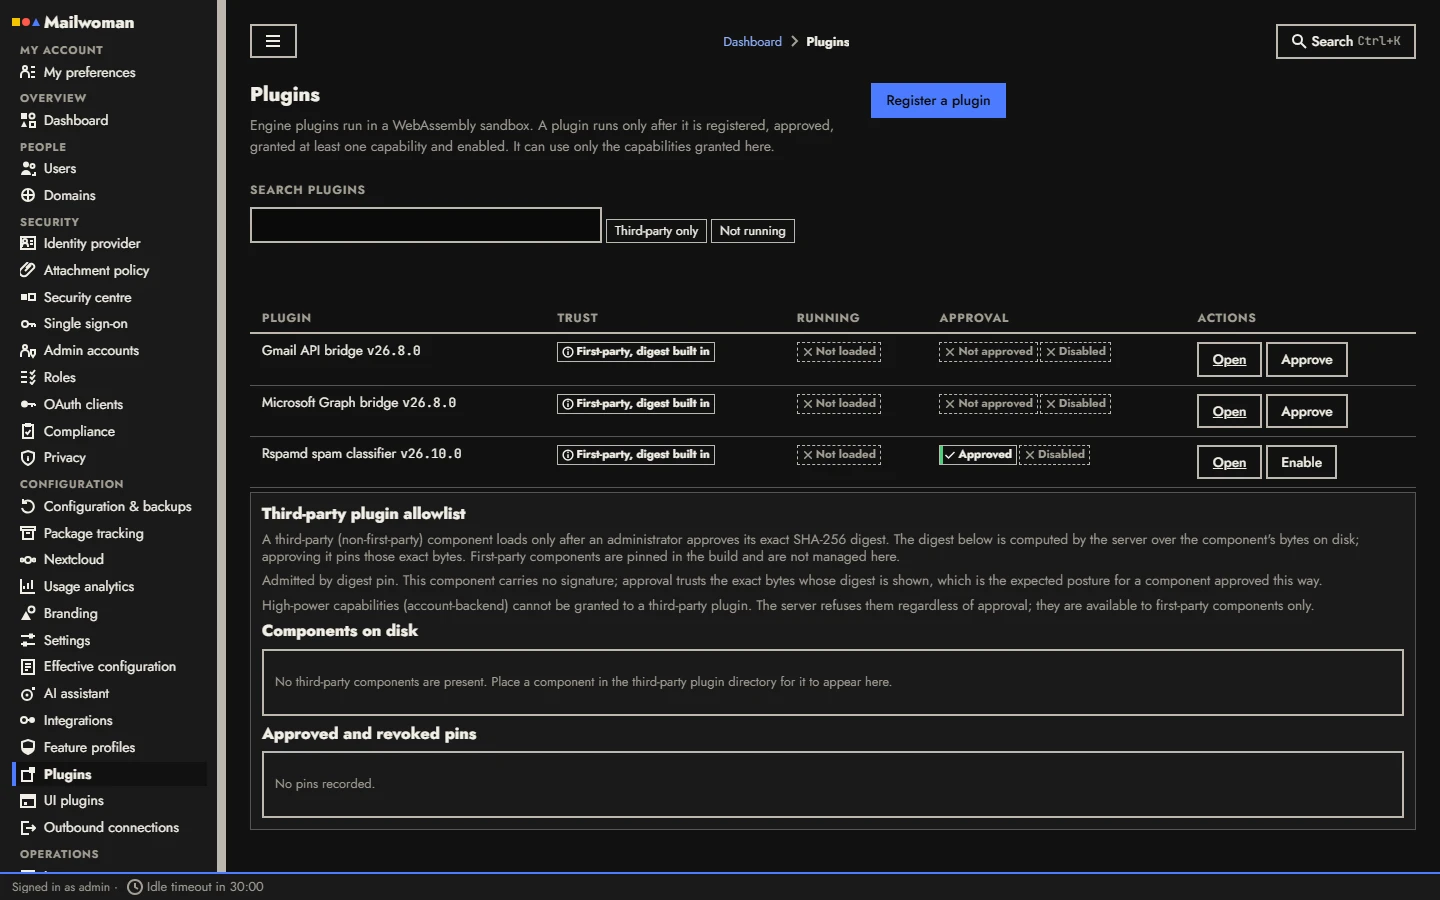 Mailwoman
MY ACCOUNT
My preferences
OVERVIEW
Dashboard
PEOPLE
Users
Domains
SECURITY
Identity provider
Attachment policy
Security centre
Single sign-on
Admin accounts
Roles
OAuth clients
Compliance
Privacy
CONFIGURATION
Configuration & backups
Package tracking
Nextcloud
Usage analytics
Branding
Settings
Effective configuration
AI assistant
Integrations
Feature profiles
Plugins
UI plugins
Outbound connections
OPERATIONS
Dashboard > Plugins
Search Ctrl+K
Plugins
Register a plugin
Engine plugins run in a WebAssembly sandbox. A plugin runs only after it is registered, approved,
granted at least one capability and enabled. It can use only the capabilities granted here.
SEARCH PLUGINS
Third-party only Not running
PLUGIN TRUST RUNNING APPROVAL ACTIONS
Gmail API bridge v26.8.0 First-party, digest built in Not loaded Not approved Disabled Open Approve
Microsoft Graph bridge v26.8.0 First-party, digest built in Not loaded Not approved Disabled Open Approve
Rspamd spam classifier v26.10.0 First-party, digest built in Not loaded Approved Disabled Open Enable
Third-party plugin allowlist
A third-party (non-first-party) component loads only after an administrator approves its exact SHA-256 digest. The digest below is computed by the server over the component's bytes on disk;
approving it pins those exact bytes. First-party components are pinned in the build and are not managed here.
Admitted by digest pin. This component carries no signature; approval trusts the exact bytes whose digest is shown, which is the expected posture for a component approved this way.
High-power capabilities (account-backend) cannot be granted to a third-party plugin. The server refuses them regardless of approval; they are available to first-party components only.
Components on disk
No third-party components are present. Place a component in the third-party plugin directory for it to appear here.
Approved and revoked pins
No pins recorded.
Signed in as admin · Idle timeout in 30:00